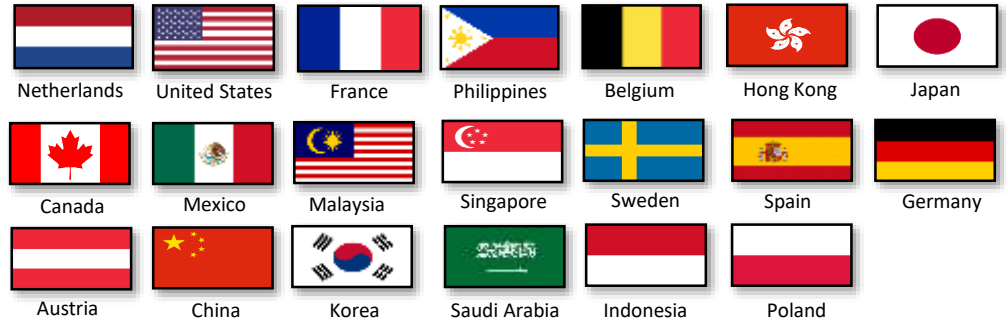 Netherlands United States France Philippines Belgium Hong Kong Japan
Canada Mexico Malaysia Singapore Sweden Spain Germany
Austria China Korea Saudi Arabia Indonesia Poland